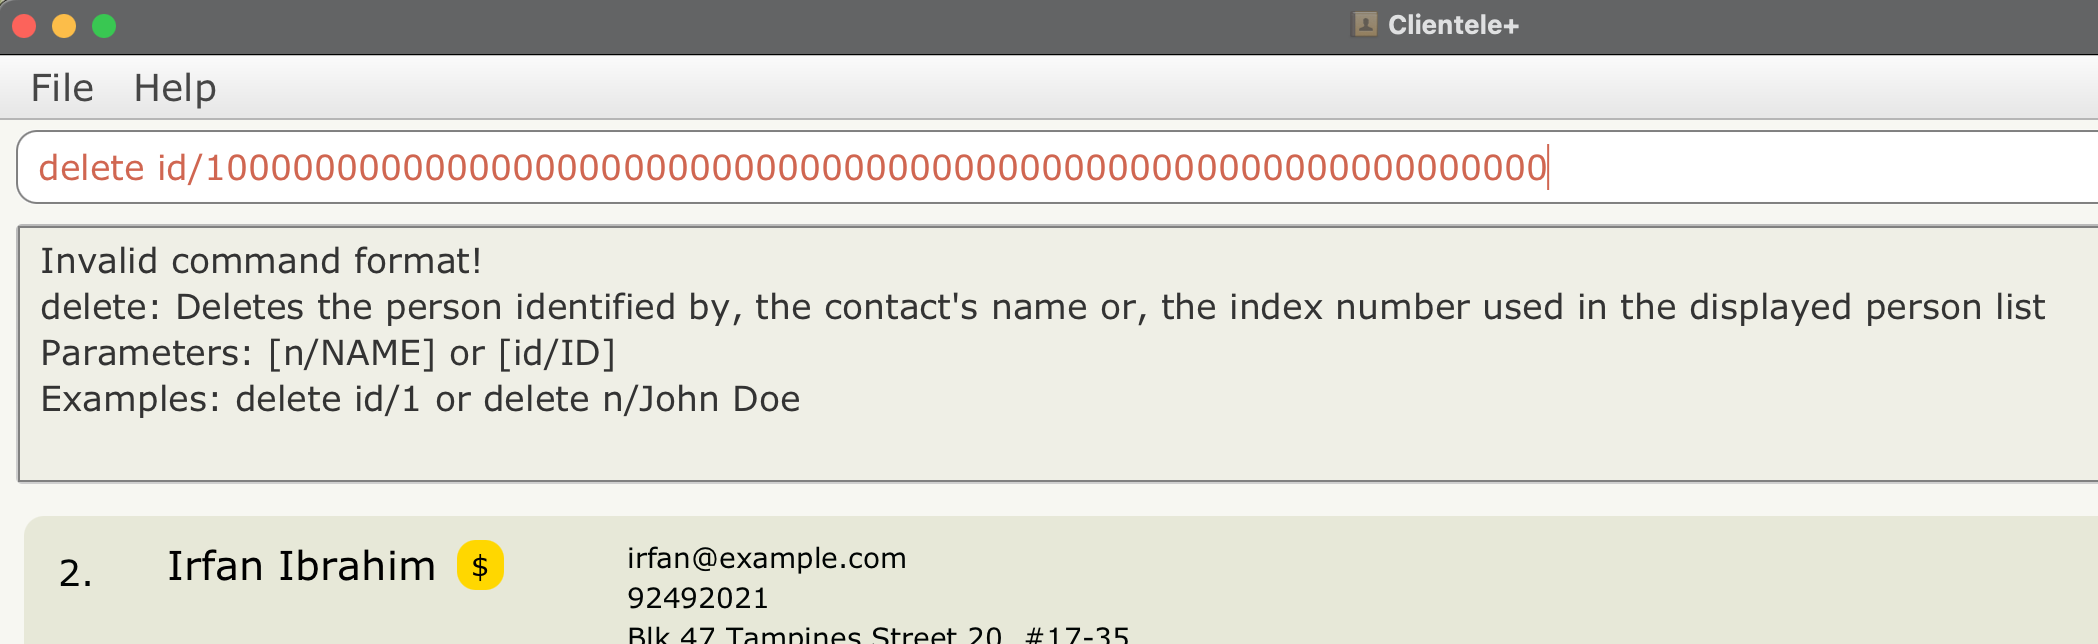 Clientele+
File Help
delete id/1000000000000000000000000000000000000000000000000000000000000
Invalid command format!
delete: Deletes the person identified by, the contact's name or, the index number used in the displayed person list
Parameters: [n/NAME] or [id/ID]
Examples: delete id/1 or delete n/John Doe
2. Irfan Ibrahim $
irfan@example.com
92492021
Blk 47 Tampines Street 20, #17-35